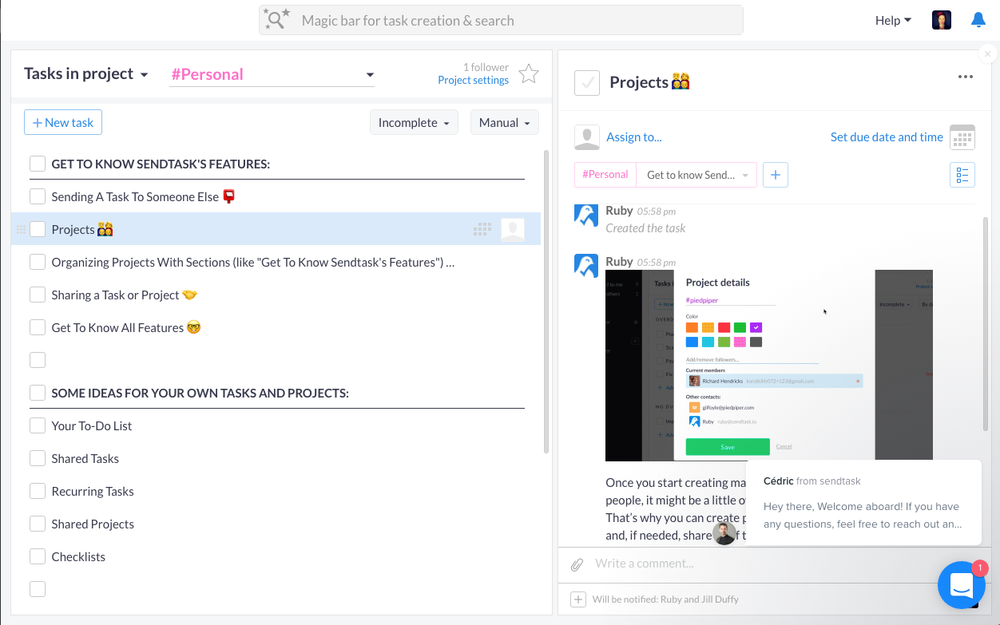 Magic bar for task creation & search
Help
Tasks in project
#Personal
1 follower
Project settings
+ New task
Incomplete
Manual
GET TO KNOW SENDTASK'S FEATURES:
Sending A Task To Someone Else
Projects
Organizing Projects With Sections (like "Get To Know Sendtask's Features") ...
Sharing a Task or Project
Get To Know All Features
SOME IDEAS FOR YOUR OWN TASKS AND PROJECTS:
Your To-Do List
Shared Tasks
Recurring Tasks
Shared Projects
Checklists
Projects
Assign to...
Set due date and time
#Personal
Get to know Send...
+
Ruby 05:58 pm
Created the task
Ruby 05:58 pm
Project details
#piedpiper
Color
Add/remove followers...
Current members
Richard Hendricks
Other contacts:
gilfoyle@piedpiper.com
Ruby ruby@sendtask.io
Save
Cancel
Incomplete
Once you start creating ma
people, it might be a little o
That's why you can create p
and, if needed, share
f t
Cédric from sendtask
Hey there, Welcome aboard! If you have
any questions, feel free to reach out an...
Write a comment...
1
Will be notified: Ruby and Jill Duffy